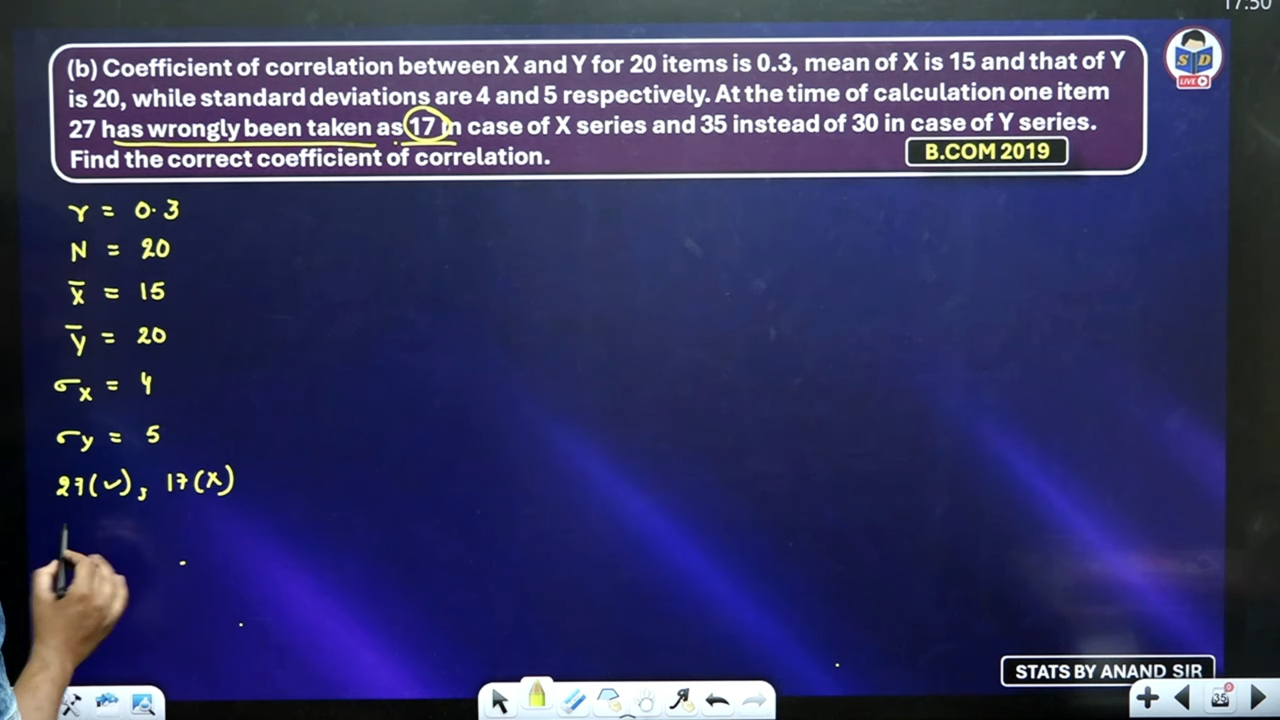 17:50
(b) Coefficient of correlation between X and Y for 20 items is 0.3, mean of X is 15 and that of Y
is 20, while standard deviations are 4 and 5 respectively. At the time of calculation one item
27 has wrongly been taken as 17 in case of X series and 35 instead of 30 in case of Y series.
Find the correct coefficient of correlation.
B.COM 2019
S D
LIVE
r = 0.3
N = 20
x̄ = 15
ȳ = 20
σx = 4
σy = 5
27(✓), 17(X)
STATS BY ANAND SIR
35